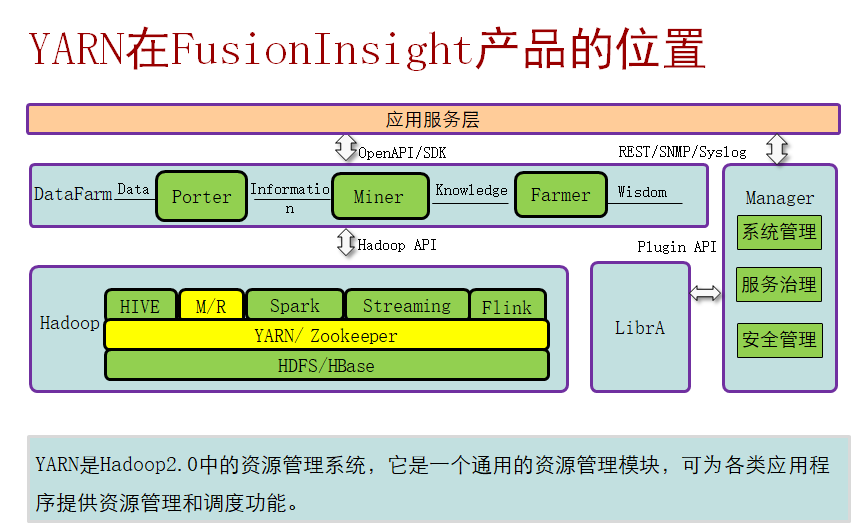 YARN在FusionInsight产品的位置
应用服务层
OpenAPI/SDK
REST/SNMP/Syslog
DataFarm
Data
Porter
Informatio
n
Miner
Knowledge
Farmer
Wisdom
Manager
系统管理
服务治理
安全管理
Hadoop API
Plugin API
Hadoop
HIVE
M/R
Spark
Streaming
Flink
YARN/ Zookeeper
HDFS/HBase
LibrA
YARN是Hadoop2.0中的资源管理系统，它是一个通用的资源管理模块，可为各类应用程
序提供资源管理和调度功能。